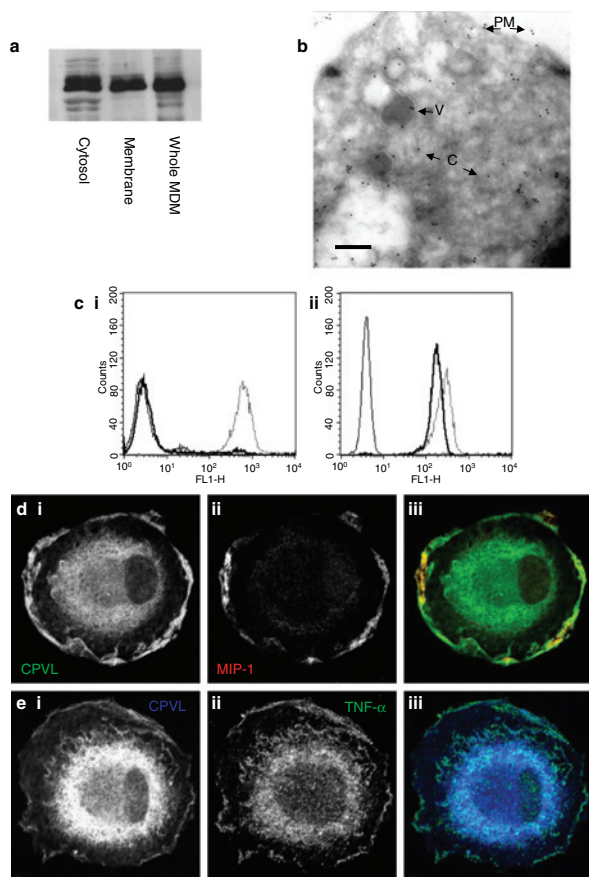 a
Cytosol
Membrane
Whole MDM
b
PM
V
C
c i
Counts
200
160
120
80
40
0
10⁰ 10¹ 10² 10³ 10⁴
FL1-H
ii
Counts
200
160
120
80
40
0
10⁰ 10¹ 10² 10³ 10⁴
FL1-H
d i
CPVL
ii
MIP-1
iii
e i
CPVL
ii
TNF-α
iii